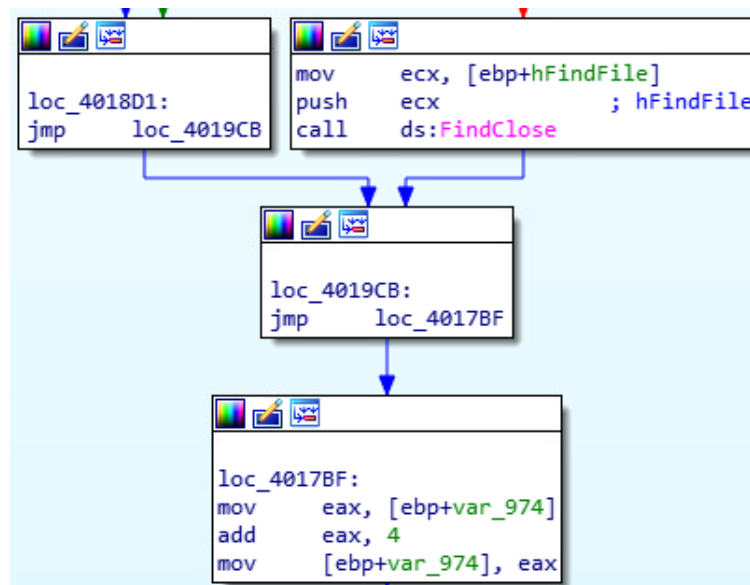 loc_4018D1:
jmp loc_4019CB
mov ecx, [ebp+hFindFile]
push ecx ; hFindFile
call ds:FindClose
loc_4019CB:
jmp loc_4017BF
loc_4017BF:
mov eax, [ebp+var_974]
add eax, 4
mov [ebp+var_974], eax